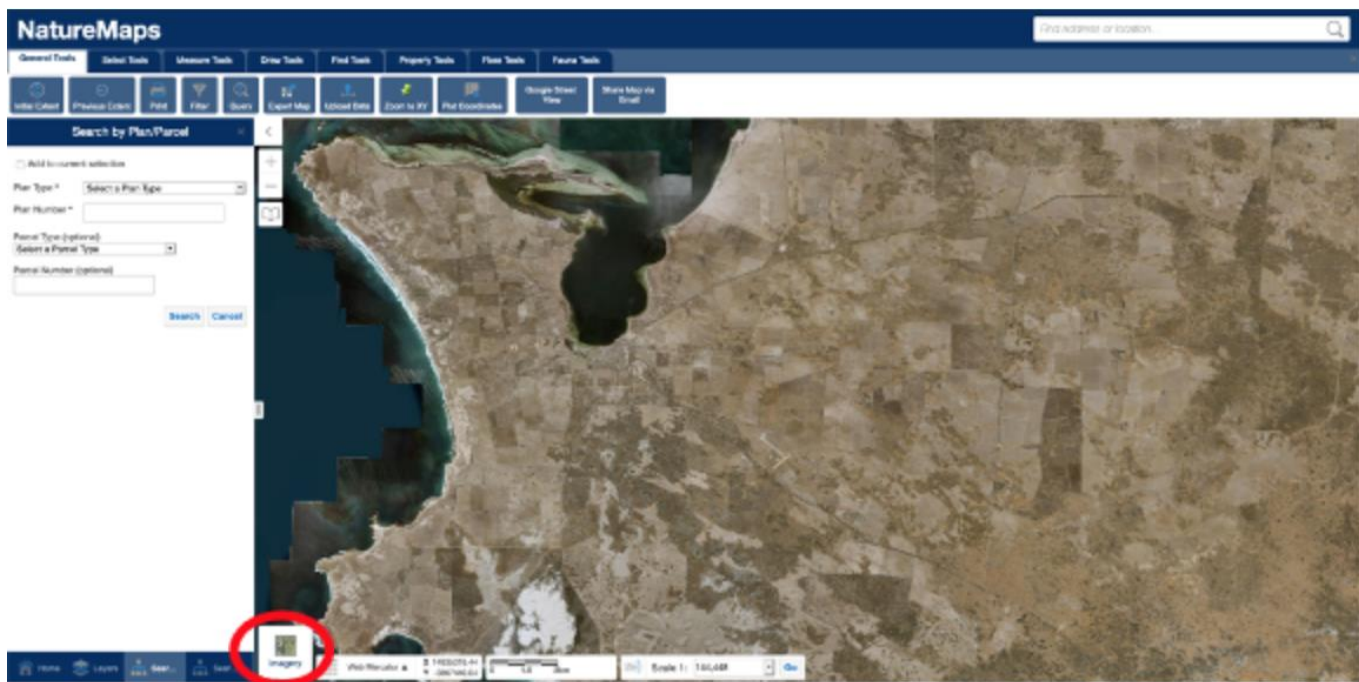 NatureMaps
Find address or location...
General Tools Select Tools Measure Tools Draw Tools Find Tools Property Tools Flora Tools Fauna Tools
Initial Extent Previous Extent Print Filter Query Export Map Upload Data Zoom to XY Plot Coordinates Google Street View Share Map via Email
Search by Plan/Parcel
Add to current selection
Plan Type * Select a Plan Type
Plan Number *
Parcel Type (optional)
Select a Parcel Type
Parcel Number (optional)
Search Cancel
Home Layers Sear... Sear
Imagery
Web Mercator
Scale 1: Go